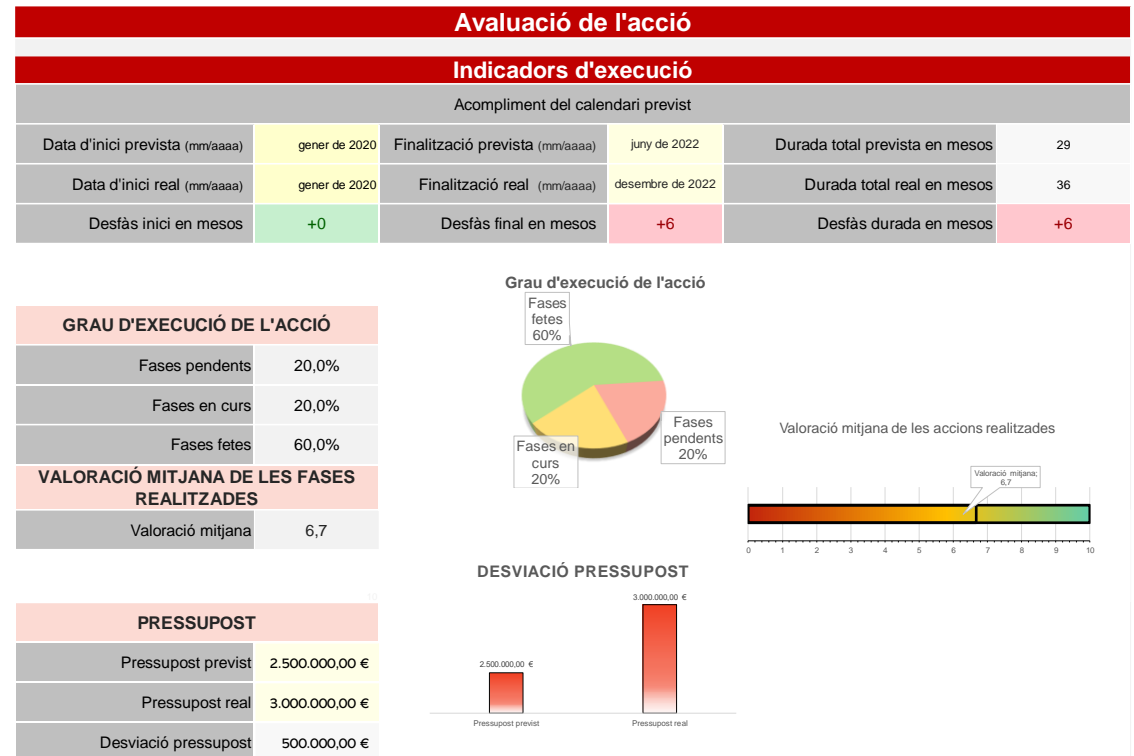 Avaluació de l'acció
Indicadors d'execució
Acompliment del calendari previst
Data d'inici prevista (mm/aaaa) gener de 2020 Finalització prevista (mm/aaaa) juny de 2022 Durada total prevista en mesos 29
Data d'inici real (mm/aaaa) gener de 2020 Finalització real (mm/aaaa) desembre de 2022 Durada total real en mesos 36
Desfàs inici en mesos +0 Desfàs final en mesos +6 Desfàs durada en mesos +6
GRAU D'EXECUCIÓ DE L'ACCIÓ
Fases pendents 20,0%
Fases en curs 20,0%
Fases fetes 60,0%
VALORACIÓ MITJANA DE LES FASES
REALITZADES
Valoració mitjana 6,7
Grau d'execució de l'acció
Fases
fetes
60%
Fases
pendents
20%
Fases en
curs
20%
Valoració mitjana de les accions realitzades
Valoració mitjana;
6,7
0 1 2 3 4 5 6 7 8 9 10
10
PRESSUPOST
Pressupost previst 2.500.000,00 €
Pressupost real 3.000.000,00 €
Desviació pressupost 500.000,00 €
DESVIACIÓ PRESSUPOST
3.000.000,00 €
2.500.000,00 €
Pressupost previst Pressupost real